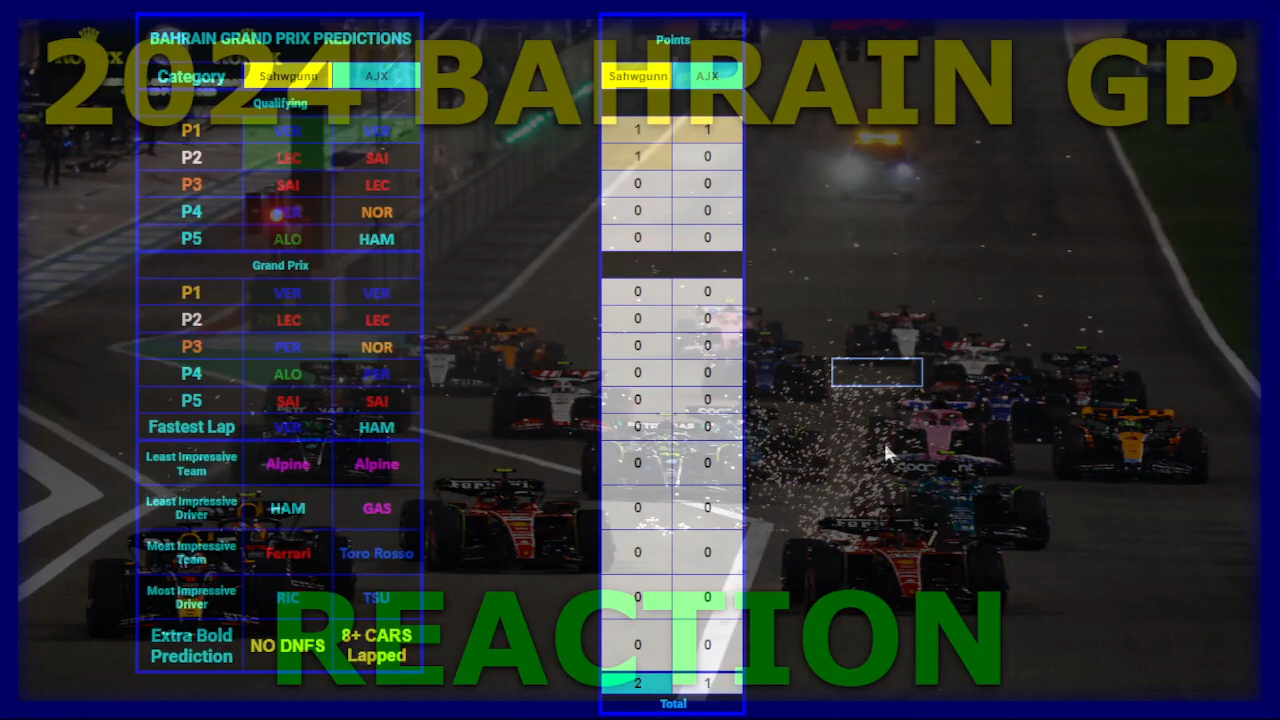 2024 BAHRAIN GP
BAHRAIN GRAND PRIX PREDICTIONS
Points
Category Sahwgunn AJX Sahwgunn AJX
Qualifying
P1 VER VER 1 1
P2 LEC SAI 1 0
P3 SAI LEC 0 0
P4 PER NOR 0 0
P5 ALO HAM 0 0
Grand Prix
P1 VER VER 0 0
P2 LEC LEC 0 0
P3 PER NOR 0 0
P4 ALO PER 0 0
P5 SAI SAI 0 0
Fastest Lap VER HAM 0 0
Least Impressive
Team
Alpine Alpine 0 0
Least Impressive
Driver
HAM GAS 0 0
Most Impressive
Team
Ferrari Toro Rosso 0 0
Most Impressive
Driver
RIC TSU 0 0
Extra Bold
Prediction
NO DNFS
8+ CARS
Lapped
0 0
2 1
Total
REACTION